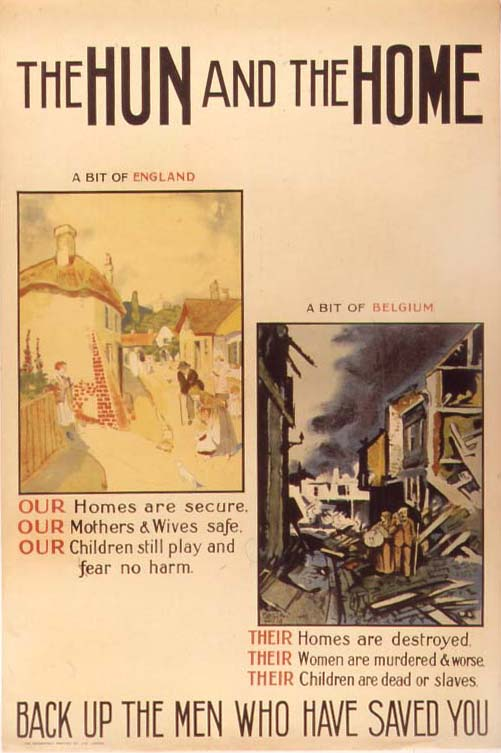 THE HUN AND THE HOME
A BIT OF ENGLAND
OUR Homes are secure.
OUR Mothers & Wives safe.
OUR Children still play and
fear no harm.
A BIT OF BELGIUM
THEIR Homes are destroyed.
THEIR Women are murdered & worse.
THEIR Children are dead or slaves.
BACK UP THE MEN WHO HAVE SAVED YOU